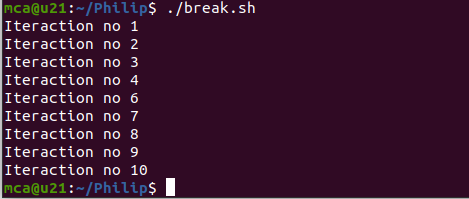 mca@u21:~/Philip$ ./break.sh
Iteraction no 1
Iteraction no 2
Iteraction no 3
Iteraction no 4
Iteraction no 6
Iteraction no 7
Iteraction no 8
Iteraction no 9
Iteraction no 10
mca@u21:~/Philip$